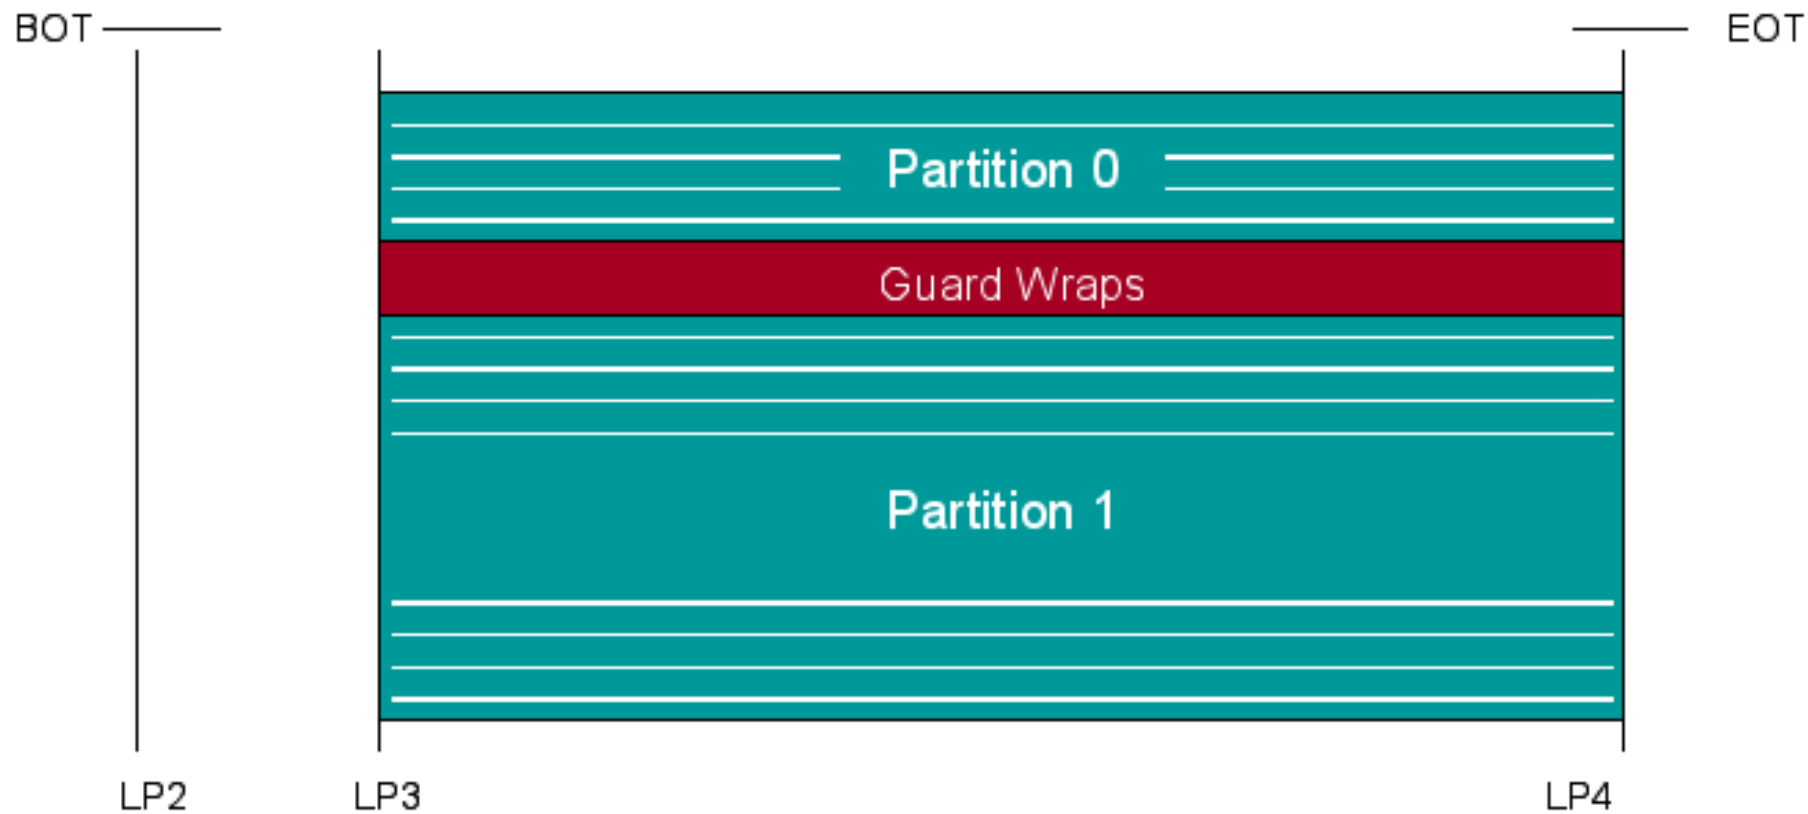 BOT
EOT
Partition 0
Guard Wraps
Partition 1
LP2
LP3
LP4